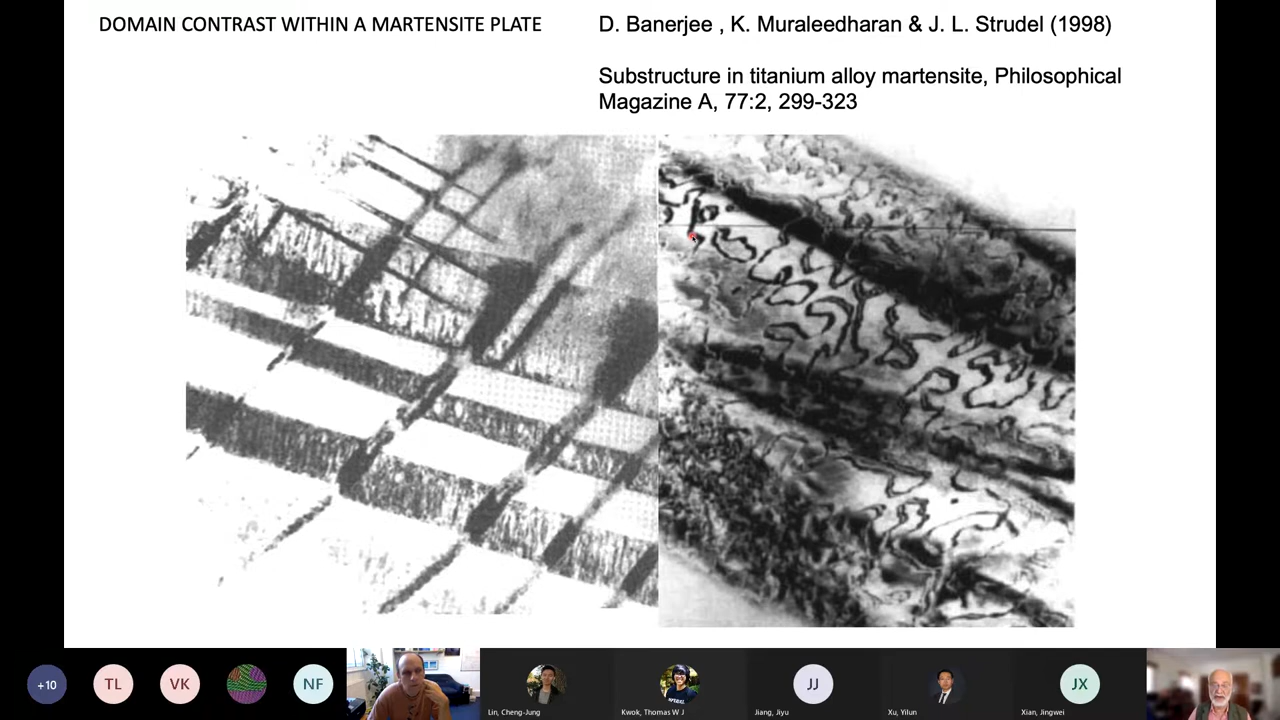 DOMAIN CONTRAST WITHIN A MARTENSITE PLATE
D. Banerjee , K. Muraleedharan & J. L. Strudel (1998)
Substructure in titanium alloy martensite, Philosophical
Magazine A, 77:2, 299-323
+10
TL
VK
NF
JJ
JX
Lin, Cheng-Jung
Kwok, Thomas W J
Jiang, Jiyu
Xu, Yilun
Xian, Jingwei